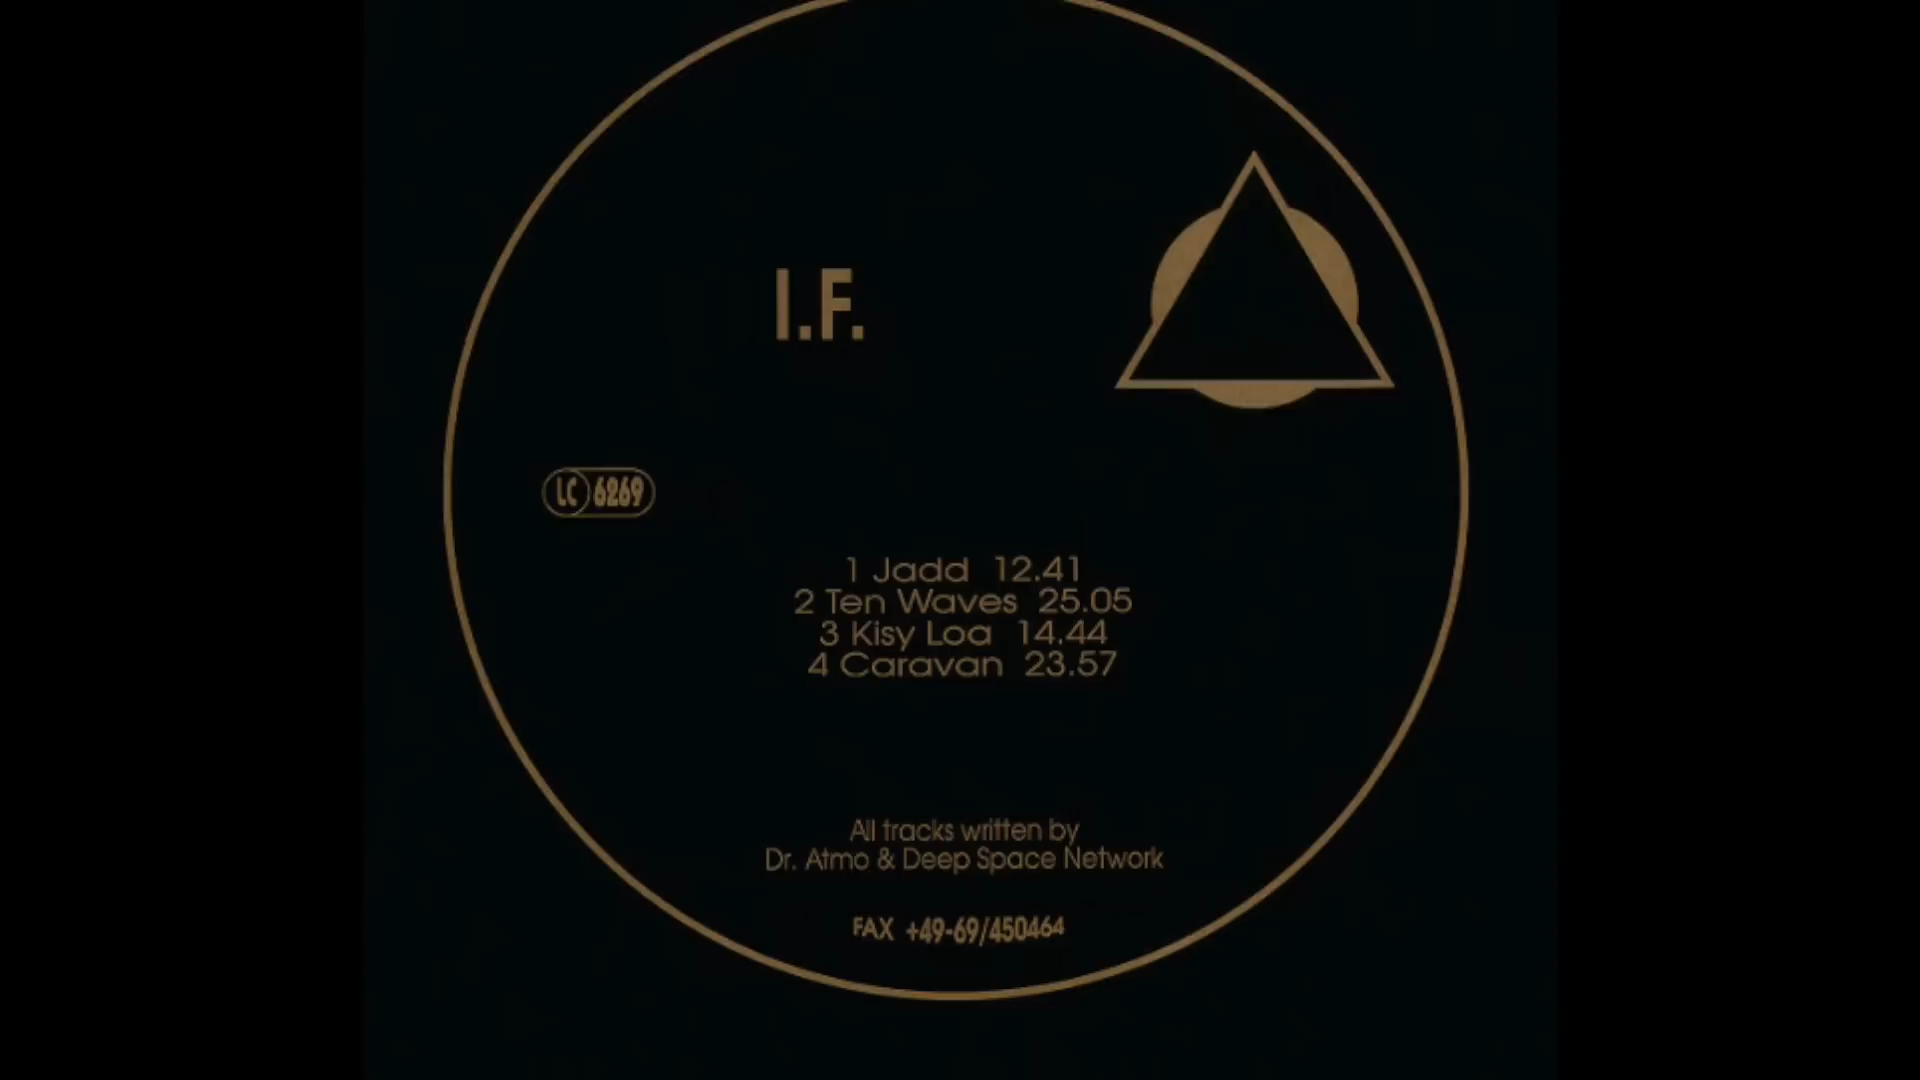 I.F.
LC 6269
1 Jadd 12.41
2 Ten Waves 25.05
3 Kisy Loa 14.44
4 Caravan 23.57
All tracks written by
Dr. Atmo & Deep Space Network
FAX +49-69/450464